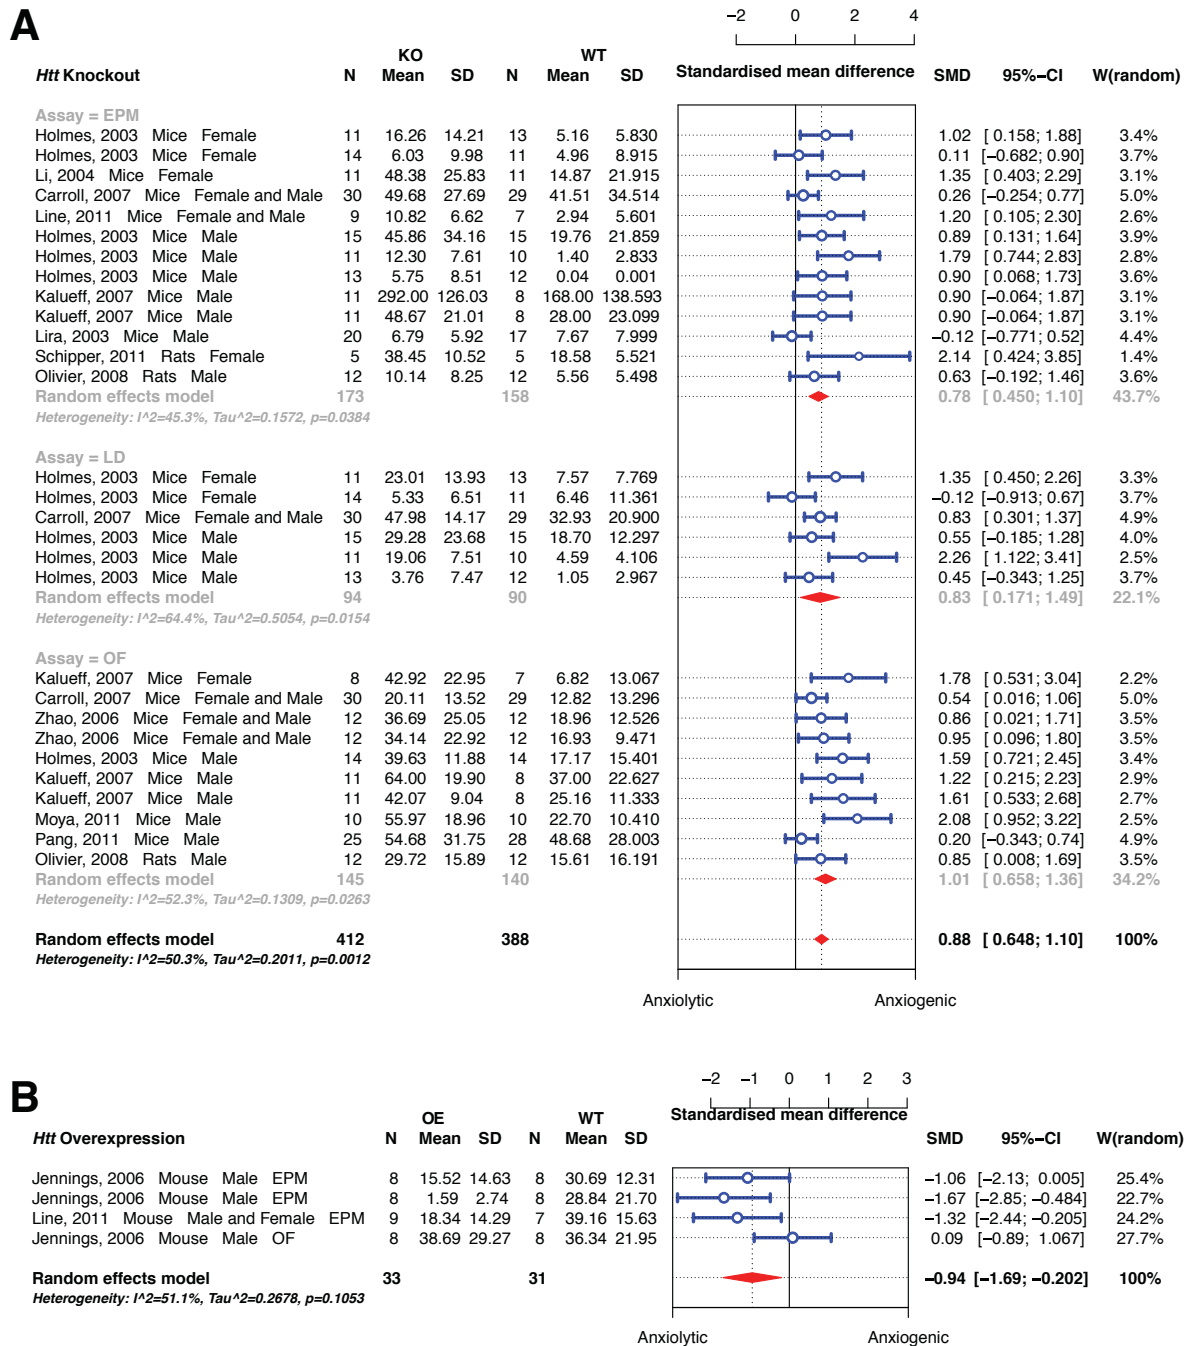 A
−2 0 2 4
KO WT
Htt Knockout N Mean SD N Mean SD Standardised mean difference SMD 95%−CI W(random)
Assay = EPM
Holmes, 2003 Mice Female 11 16.26 14.21 13 5.16 5.830 1.02 [ 0.158; 1.88] 3.4%
Holmes, 2003 Mice Female 14 6.03 9.98 11 4.96 8.915 0.11 [−0.682; 0.90] 3.7%
Li, 2004 Mice Female 11 48.38 25.83 11 14.87 21.915 1.35 [ 0.403; 2.29] 3.1%
Carroll, 2007 Mice Female and Male 30 49.68 27.69 29 41.51 34.514 0.26 [−0.254; 0.77] 5.0%
Line, 2011 Mice Female and Male 9 10.82 6.62 7 2.94 5.601 1.20 [ 0.105; 2.30] 2.6%
Holmes, 2003 Mice Male 15 45.86 34.16 15 19.76 21.859 0.89 [ 0.131; 1.64] 3.9%
Holmes, 2003 Mice Male 11 12.30 7.61 10 1.40 2.833 1.79 [ 0.744; 2.83] 2.8%
Holmes, 2003 Mice Male 13 5.75 8.51 12 0.04 0.001 0.90 [ 0.068; 1.73] 3.6%
Kalueff, 2007 Mice Male 11 292.00 126.03 8 168.00 138.593 0.90 [−0.064; 1.87] 3.1%
Kalueff, 2007 Mice Male 11 48.67 21.01 8 28.00 23.099 0.90 [−0.064; 1.87] 3.1%
Lira, 2003 Mice Male 20 6.79 5.92 17 7.67 7.999 −0.12 [−0.771; 0.52] 4.4%
Schipper, 2011 Rats Female 5 38.45 10.52 5 18.58 5.521 2.14 [ 0.424; 3.85] 1.4%
Olivier, 2008 Rats Male 12 10.14 8.25 12 5.56 5.498 0.63 [−0.192; 1.46] 3.6%
Random effects model 173 158 0.78 [ 0.450; 1.10] 43.7%
Heterogeneity: I^2=45.3%, Tau^2=0.1572, p=0.0384
Assay = LD
Holmes, 2003 Mice Female 11 23.01 13.93 13 7.57 7.769 1.35 [ 0.450; 2.26] 3.3%
Holmes, 2003 Mice Female 14 5.33 6.51 11 6.46 11.361 −0.12 [−0.913; 0.67] 3.7%
Carroll, 2007 Mice Female and Male 30 47.98 14.17 29 32.93 20.900 0.83 [ 0.301; 1.37] 4.9%
Holmes, 2003 Mice Male 15 29.28 23.68 15 18.70 12.297 0.55 [−0.185; 1.28] 4.0%
Holmes, 2003 Mice Male 11 19.06 7.51 10 4.59 4.106 2.26 [ 1.122; 3.41] 2.5%
Holmes, 2003 Mice Male 13 3.76 7.47 12 1.05 2.967 0.45 [−0.343; 1.25] 3.7%
Random effects model 94 90 0.83 [ 0.171; 1.49] 22.1%
Heterogeneity: I^2=64.4%, Tau^2=0.5054, p=0.0154
Assay = OF
Kalueff, 2007 Mice Female 8 42.92 22.95 7 6.82 13.067 1.78 [ 0.531; 3.04] 2.2%
Carroll, 2007 Mice Female and Male 30 20.11 13.52 29 12.82 13.296 0.54 [ 0.016; 1.06] 5.0%
Zhao, 2006 Mice Female and Male 12 36.69 25.05 12 18.96 12.526 0.86 [ 0.021; 1.71] 3.5%
Zhao, 2006 Mice Female and Male 12 34.14 22.92 12 16.93 9.471 0.95 [ 0.096; 1.80] 3.5%
Holmes, 2003 Mice Male 14 39.63 11.88 14 17.17 15.401 1.59 [ 0.721; 2.45] 3.4%
Kalueff, 2007 Mice Male 11 64.00 19.90 8 37.00 22.627 1.22 [ 0.215; 2.23] 2.9%
Kalueff, 2007 Mice Male 11 42.07 9.04 8 25.16 11.333 1.61 [ 0.533; 2.68] 2.7%
Moya, 2011 Mice Male 10 55.97 18.96 10 22.70 10.410 2.08 [ 0.952; 3.22] 2.5%
Pang, 2011 Mice Male 25 54.68 31.75 28 48.68 28.003 0.20 [−0.343; 0.74] 4.9%
Olivier, 2008 Rats Male 12 29.72 15.89 12 15.61 16.191 0.85 [ 0.008; 1.69] 3.5%
Random effects model 145 140 1.01 [ 0.658; 1.36] 34.2%
Heterogeneity: I^2=52.3%, Tau^2=0.1309, p=0.0263
Random effects model 412 388 0.88 [ 0.648; 1.10] 100%
Heterogeneity: I^2=50.3%, Tau^2=0.2011, p=0.0012
Anxiolytic Anxiogenic
B
−2 −1 0 1 2 3
OE WT
Htt Overexpression N Mean SD N Mean SD Standardised mean difference SMD 95%−CI W(random)
Jennings, 2006 Mouse Male EPM 8 15.52 14.63 8 30.69 12.31 −1.06 [−2.13; 0.005] 25.4%
Jennings, 2006 Mouse Male EPM 8 1.59 2.74 8 28.84 21.70 −1.67 [−2.85; −0.484] 22.7%
Line, 2011 Mouse Male and Female EPM 9 18.34 14.29 7 39.16 15.63 −1.32 [−2.44; −0.205] 24.2%
Jennings, 2006 Mouse Male OF 8 38.69 29.27 8 36.34 21.95 0.09 [−0.89; 1.067] 27.7%
Random effects model 33 31 −0.94 [−1.69; −0.202] 100%
Heterogeneity: I^2=51.1%, Tau^2=0.2678, p=0.1053
Anxiolytic Anxiogenic